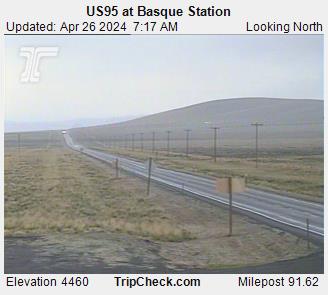 US95 at Basque Station
Updated: Apr 26 2024 7:17 AM Looking North
Elevation 4460 TripCheck.com Milepost 91.62